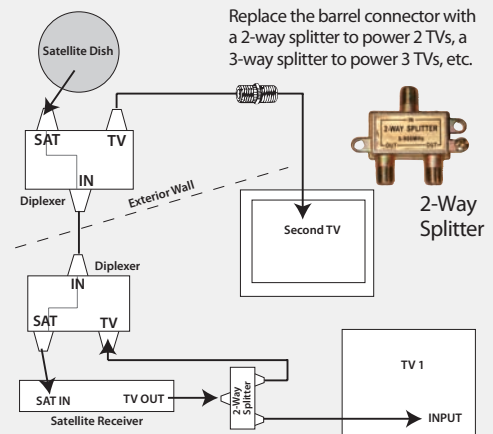 Replace the barrel connector with
a 2-way splitter to power 2 TVs, a
3-way splitter to power 3 TVs, etc.
Satellite Dish
SAT
TV
IN
Diplexer
Exterior Wall
IN
2-WAY SPLITTER
OUT
OUT
2-Way
Splitter
Second TV
Diplexer
IN
SAT
TV
SAT IN
TV OUT
Satellite Receiver
2-Way
Splitter
TV 1
INPUT